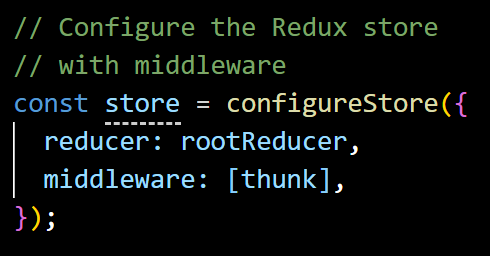 // Configure the Redux store
// with middleware
const store = configureStore({
  reducer: rootReducer,
  middleware: [thunk],
});